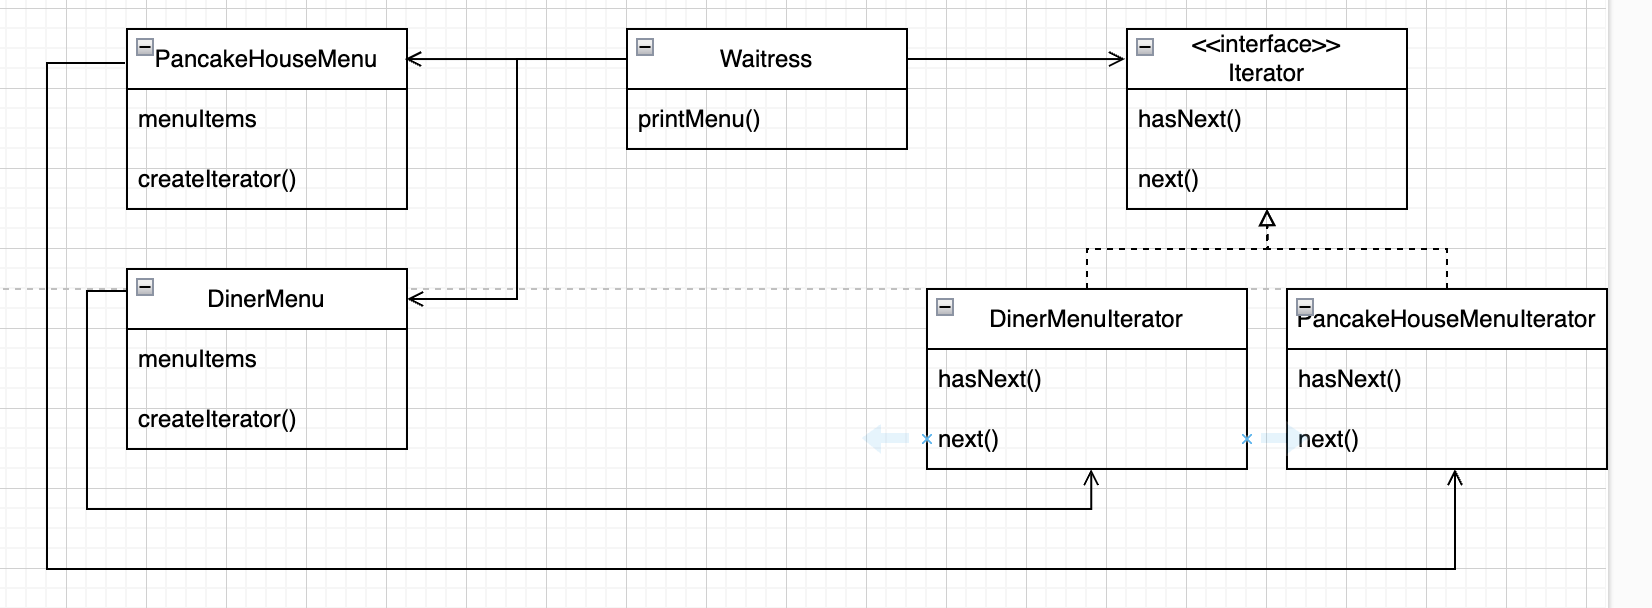 PancakeHouseMenu
menuItems
createIterator()
Waitress
printMenu()
<<interface>>
Iterator
hasNext()
next()
DinerMenu
menuItems
createIterator()
DinerMenuIterator
hasNext()
next()
PancakeHouseMenuIterator
hasNext()
next()